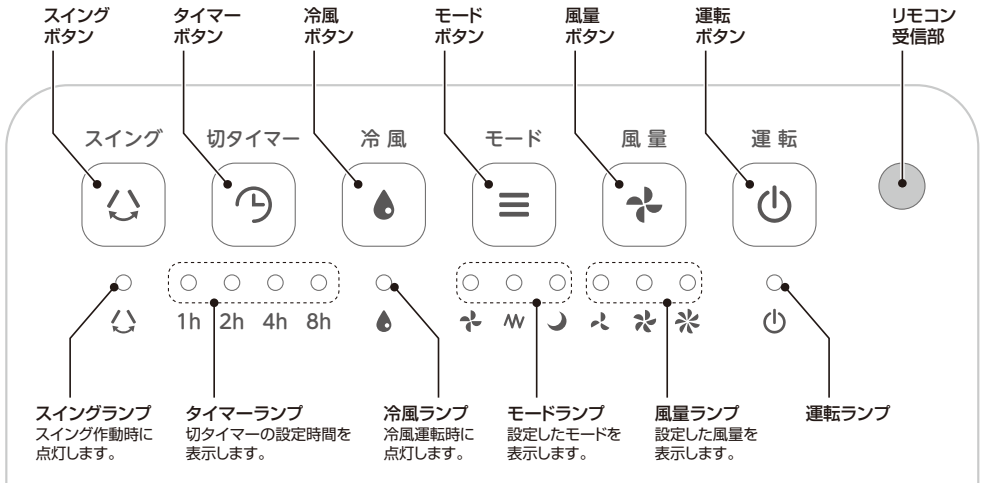 スイング
ボタン
タイマー
ボタン
冷風
ボタン
モード
ボタン
風量
ボタン
運転
ボタン
リモコン
受信部
スイング
切タイマー
冷風
モード
風量
運転
1h 2h 4h 8h
スイングランプ
スイング作動時に
点灯します。
タイマーランプ
切タイマーの設定時間を
表示します。
冷風ランプ
冷風運転時に
点灯します。
モードランプ
設定したモードを
表示します。
風量ランプ
設定した風量を
表示します。
運転ランプ